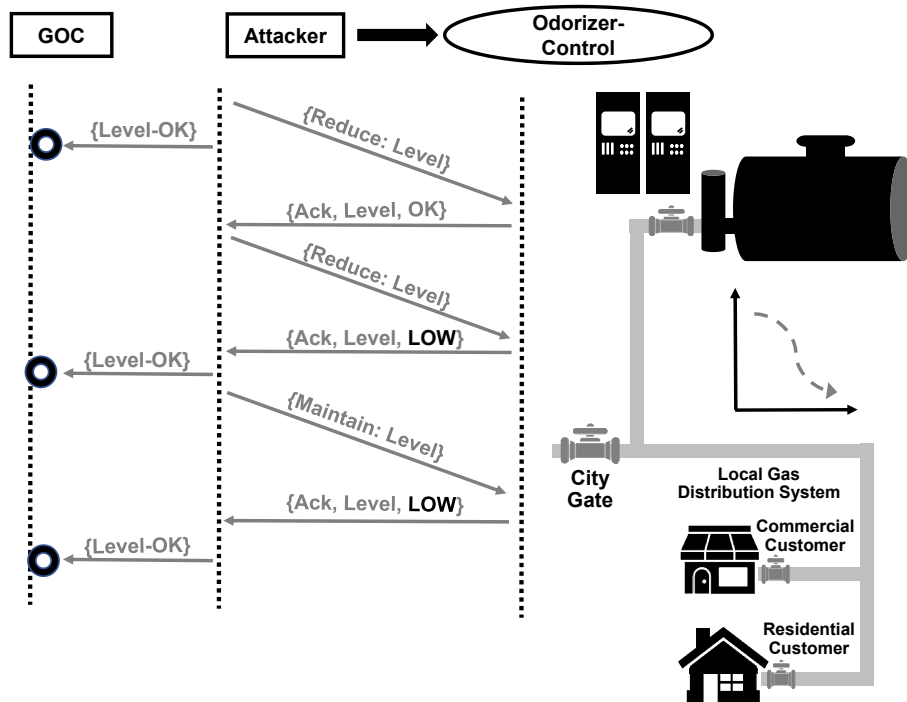 GOC
Attacker
Odorizer-
Control
{Level-OK}
{Reduce: Level}
{Ack, Level, OK}
{Reduce: Level}
{Ack, Level, LOW}
{Level-OK}
{Maintain: Level}
{Ack, Level, LOW}
{Level-OK}
City
Gate
Local Gas
Distribution System
Commercial
Customer
Residential
Customer